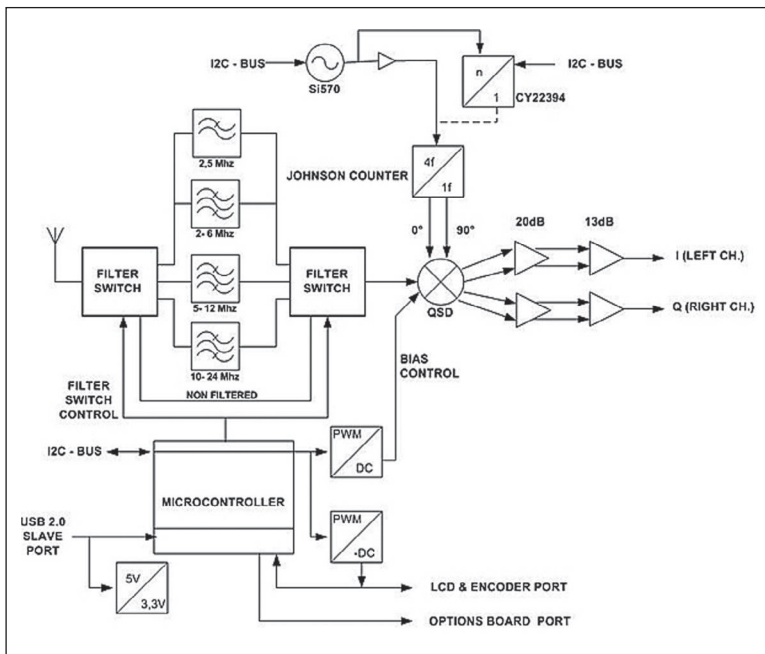 I2C - BUS
Si570
I2C - BUS
n
1
CY22394
2,5 Mhz
JOHNSON COUNTER
4f
1f
2- 6 Mhz
0°
90°
20dB
13dB
FILTER
SWITCH
FILTER
SWITCH
I (LEFT CH.)
5- 12 Mhz
QSD
Q (RIGHT CH.)
10- 24 Mhz
BIAS
CONTROL
NON FILTERED
FILTER
SWITCH
CONTROL
I2C - BUS
PWM
DC
MICROCONTROLLER
USB 2.0
SLAVE
PORT
PWM
-DC
5V
3,3V
LCD & ENCODER PORT
OPTIONS BOARD PORT